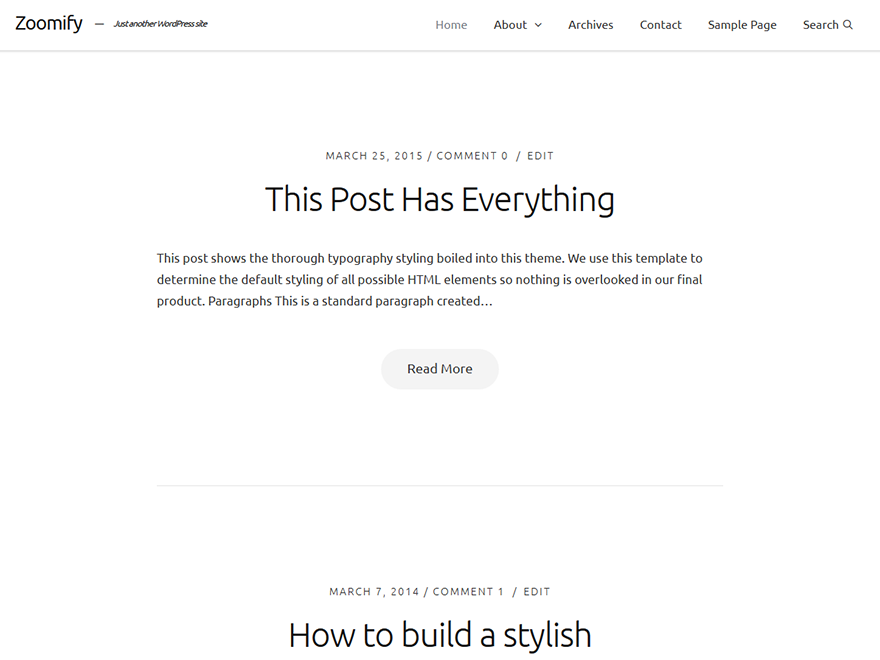 Zoomify — Just another WordPress site Home About Archives Contact Sample Page Search
MARCH 25, 2015 / COMMENT 0 / EDIT
This Post Has Everything
This post shows the thorough typography styling boiled into this theme. We use this template to
determine the default styling of all possible HTML elements so nothing is overlooked in our final
product. Paragraphs This is a standard paragraph created…
Read More
MARCH 7, 2014 / COMMENT 1 / EDIT
How to build a stylish